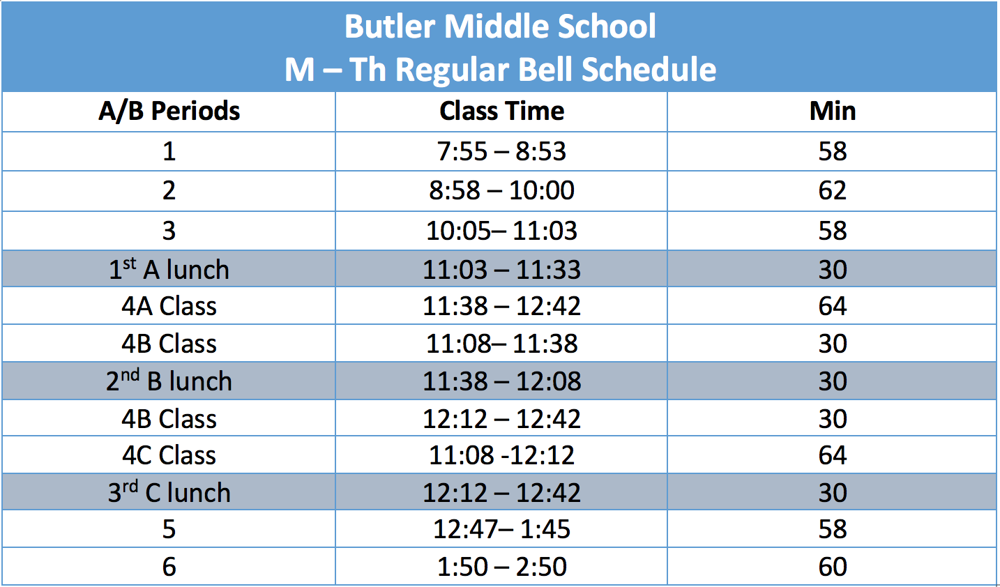 Butler Middle School
M – Th Regular Bell Schedule
A/B Periods Class Time Min
1 7:55 – 8:53 58
2 8:58 – 10:00 62
3 10:05– 11:03 58
1st A lunch 11:03 – 11:33 30
4A Class 11:38 – 12:42 64
4B Class 11:08– 11:38 30
2nd B lunch 11:38 – 12:08 30
4B Class 12:12 – 12:42 30
4C Class 11:08 -12:12 64
3rd C lunch 12:12 – 12:42 30
5 12:47– 1:45 58
6 1:50 – 2:50 60